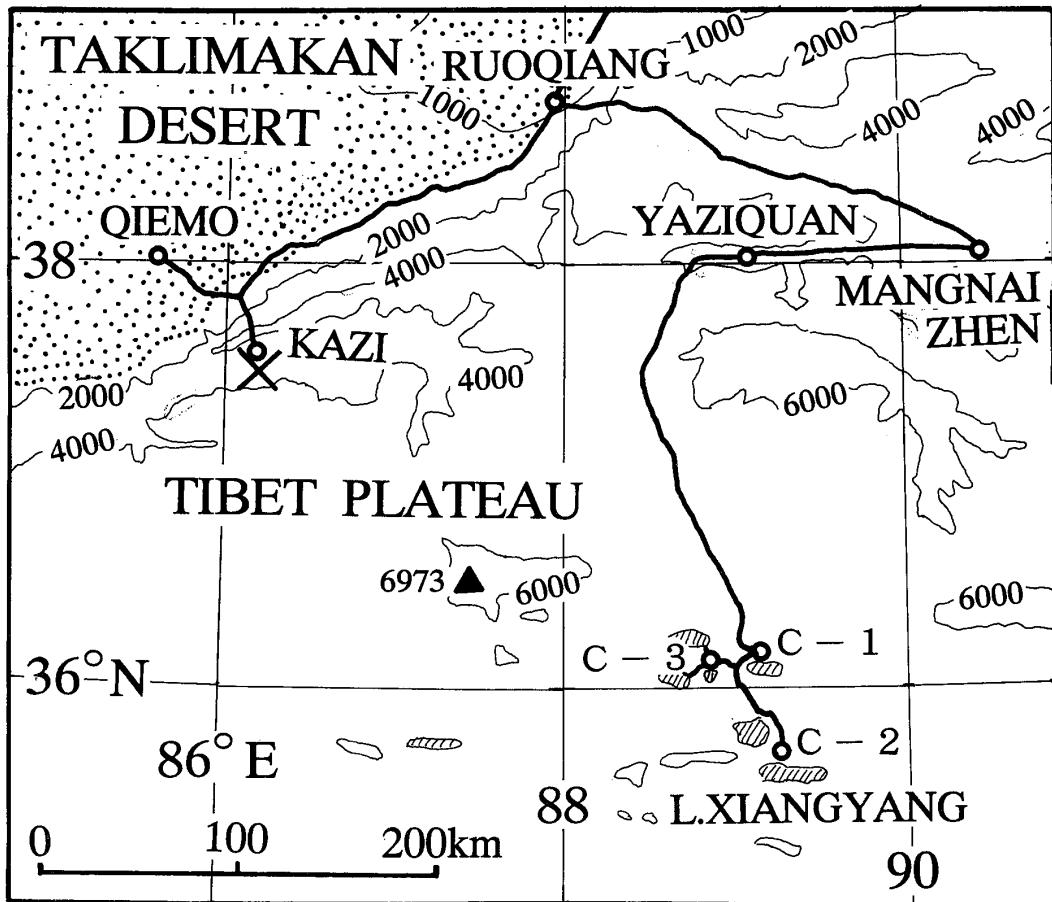 TAKLIMAKAN
DESERT
RUOQIANG
1000
2000
1000
4000
4000
QIEMO
2000
4000
YAZIQUAN
38
MANGNAI
ZHEN
KAZI
2000
4000
4000
6000
TIBET PLATEAU
6973
6000
6000
C - 3
C - 1
36°N
C - 2
86°E
88
L.XIANGYANG
90
0
100
200km